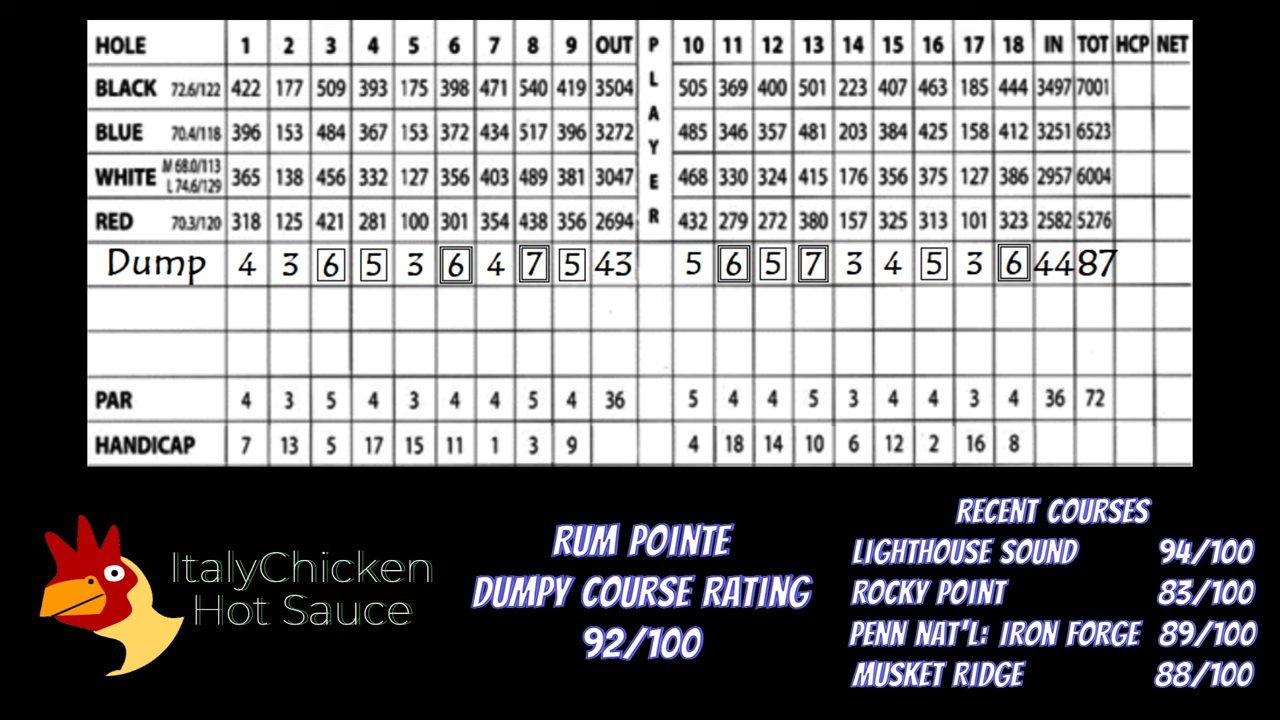 HOLE 1 2 3 4 5 6 7 8 9 OUT PLAYER 10 11 12 13 14 15 16 17 18 IN TOT HCP NET
BLACK 72.6/122 422 177 509 393 175 398 471 540 419 3504 505 369 400 501 223 407 463 185 444 3497 7001
BLUE 70.4/118 396 153 484 367 153 372 434 517 396 3272 485 346 357 481 203 384 425 158 412 3251 6523
WHITE M 68.0/113 L 74.6/129 365 138 456 332 127 356 403 489 381 3047 468 330 324 415 176 356 375 127 386 2957 6004
RED 70.3/120 318 125 421 281 100 301 354 438 356 2694 432 279 272 380 157 325 313 101 323 2582 5276
Dump 4 3 6 5 3 6 4 7 5 43 5 6 5 7 3 4 5 3 6 44 87
PAR 4 3 5 4 3 4 4 5 4 36 5 4 4 5 3 4 4 3 4 36 72
HANDICAP 7 13 5 17 15 11 1 3 9 4 18 14 10 6 12 2 16 8
ItalyChicken
Hot Sauce
RUM POINTE
DUMPY COURSE RATING
92/100
RECENT COURSES
LIGHTHOUSE SOUND 94/100
ROCKY POINT 83/100
PENN NAT'L: IRON FORGE 89/100
MUSKET RIDGE 88/100